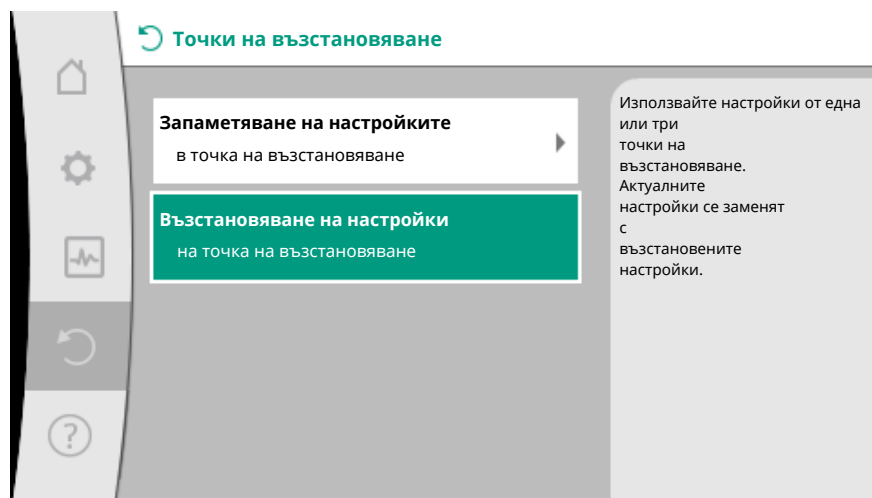 Точки на възстановяване
Запаметяване на настройките
в точка на възстановяване
Възстановяване на настройки
на точка на възстановяване
Използвайте настройки от една
или три
точки на
възстановяване.
Актуалните
настройки се заменят
с
възстановените
настройки.
?